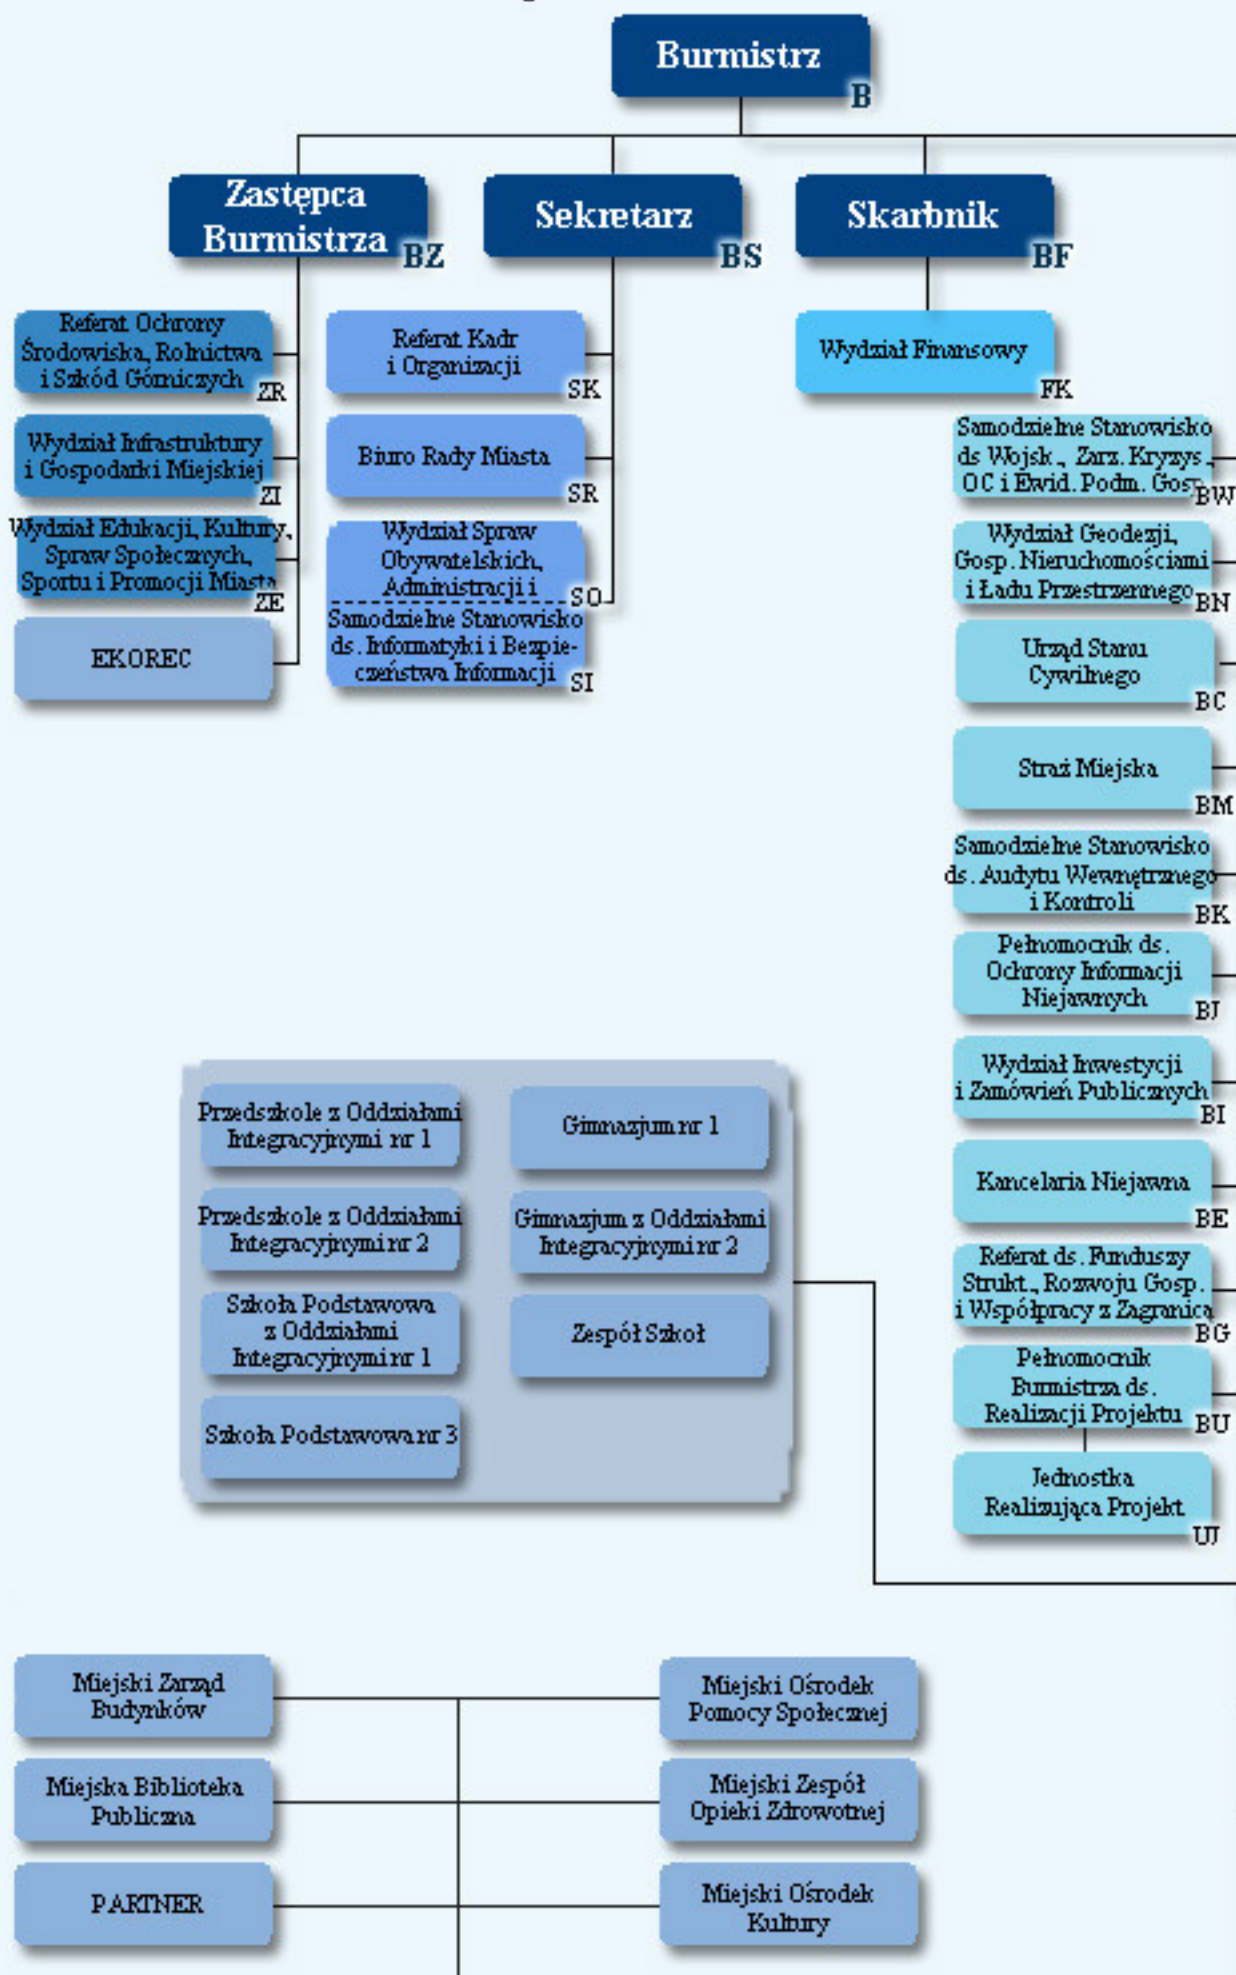 Burmistrz
B
Zastępca
Burmistrza
BZ
Sekretarz
BS
Skarbnik
BF
Referat Ochrony
Środowiska, Rolnictwa
i Szkód Górniczych
ZR
Wydział Infrastruktury
i Gospodarki Miejskiej
ZI
Wydział Edukacji, Kultury,
Spraw Społecznych,
Sportu i Promocji Miasta
ZE
EKOREC
Referat Kadr
i Organizacji
SK
Biuro Rady Miasta
SR
Wydział Spraw
Obywatelskich,
Administracji i
SO
Samodzielne Stanowisko
ds. Informatyki i Bezpie-
czeństwa Informacji
SI
Wydział Finansowy
FK
Samodzielne Stanowisko
ds Wojsk., Zarz. Kryzys.,
OC i Ewid. Podm. Gosp.
BW
Wydział Geodezji,
Gosp. Nieruchomościami
i Ładu Przestrzennego
BN
Urząd Stanu
Cywilnego
BC
Straż Miejska
BM
Samodzielne Stanowisko
ds. Audytu Wewnętrznego
i Kontroli
BK
Pełnomocnik ds.
Ochrony Informacji
Niejawnych
BJ
Wydział Inwestycji
i Zamówień Publicznych
BI
Kancelaria Niejawna
BE
Referat ds. Funduszy
Strukt., Rozwoju Gosp.
i Współpracy z Zagranicą
BG
Pełnomocnik
Burmistrza ds.
Realizacji Projektu
BU
Jednostka
Realizująca Projekt
UJ
Przedszkole z Oddziałami
Integracyjnymi nr 1
Przedszkole z Oddziałami
Integracyjnymi nr 2
Szkoła Podstawowa
z Oddziałami
Integracyjnymi nr 1
Szkoła Podstawowa nr 3
Gimnazjum nr 1
Gimnazjum z Oddziałami
Integracyjnymi nr 2
Zespół Szkoł
Miejski Zarząd
Budynków
Miejska Biblioteka
Publiczna
PARTNER
Miejski Ośrodek
Pomocy Społecznej
Miejski Zespół
Opieki Zdrowotnej
Miejski Ośrodek
Kultury